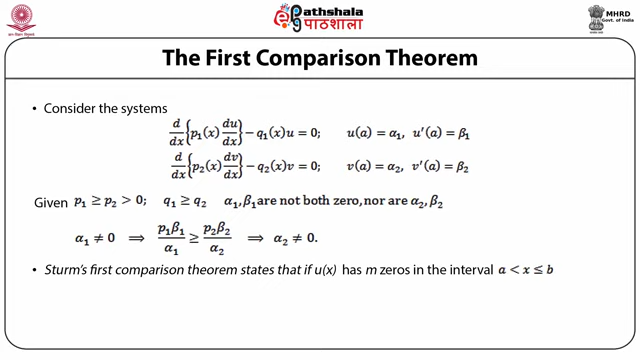 ePathshala
पाठशाला
MHRD
Govt. of India
The First Comparison Theorem
• Consider the systems
d/dx{p₁(x) du/dx} − q₁(x)u = 0; u(a) = α₁, u′(a) = β₁
d/dx{p₂(x) dv/dx} − q₂(x)v = 0; v(a) = α₂, v′(a) = β₂
Given p₁ ≥ p₂ > 0; q₁ ≥ q₂ α₁, β₁ are not both zero, nor are α₂, β₂
α₁ ≠ 0 ⟹ p₁β₁/α₁ ≥ p₂β₂/α₂ ⟹ α₂ ≠ 0.
• Sturm's first comparison theorem states that if u(x) has m zeros in the interval a < x ≤ b